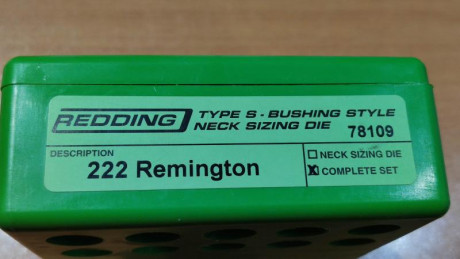 REDDING
TYPE S - BUSHING STYLE
NECK SIZING DIE
78109
DESCRIPTION
222 Remington
☐ NECK SIZING DIE
☒ COMPLETE SET